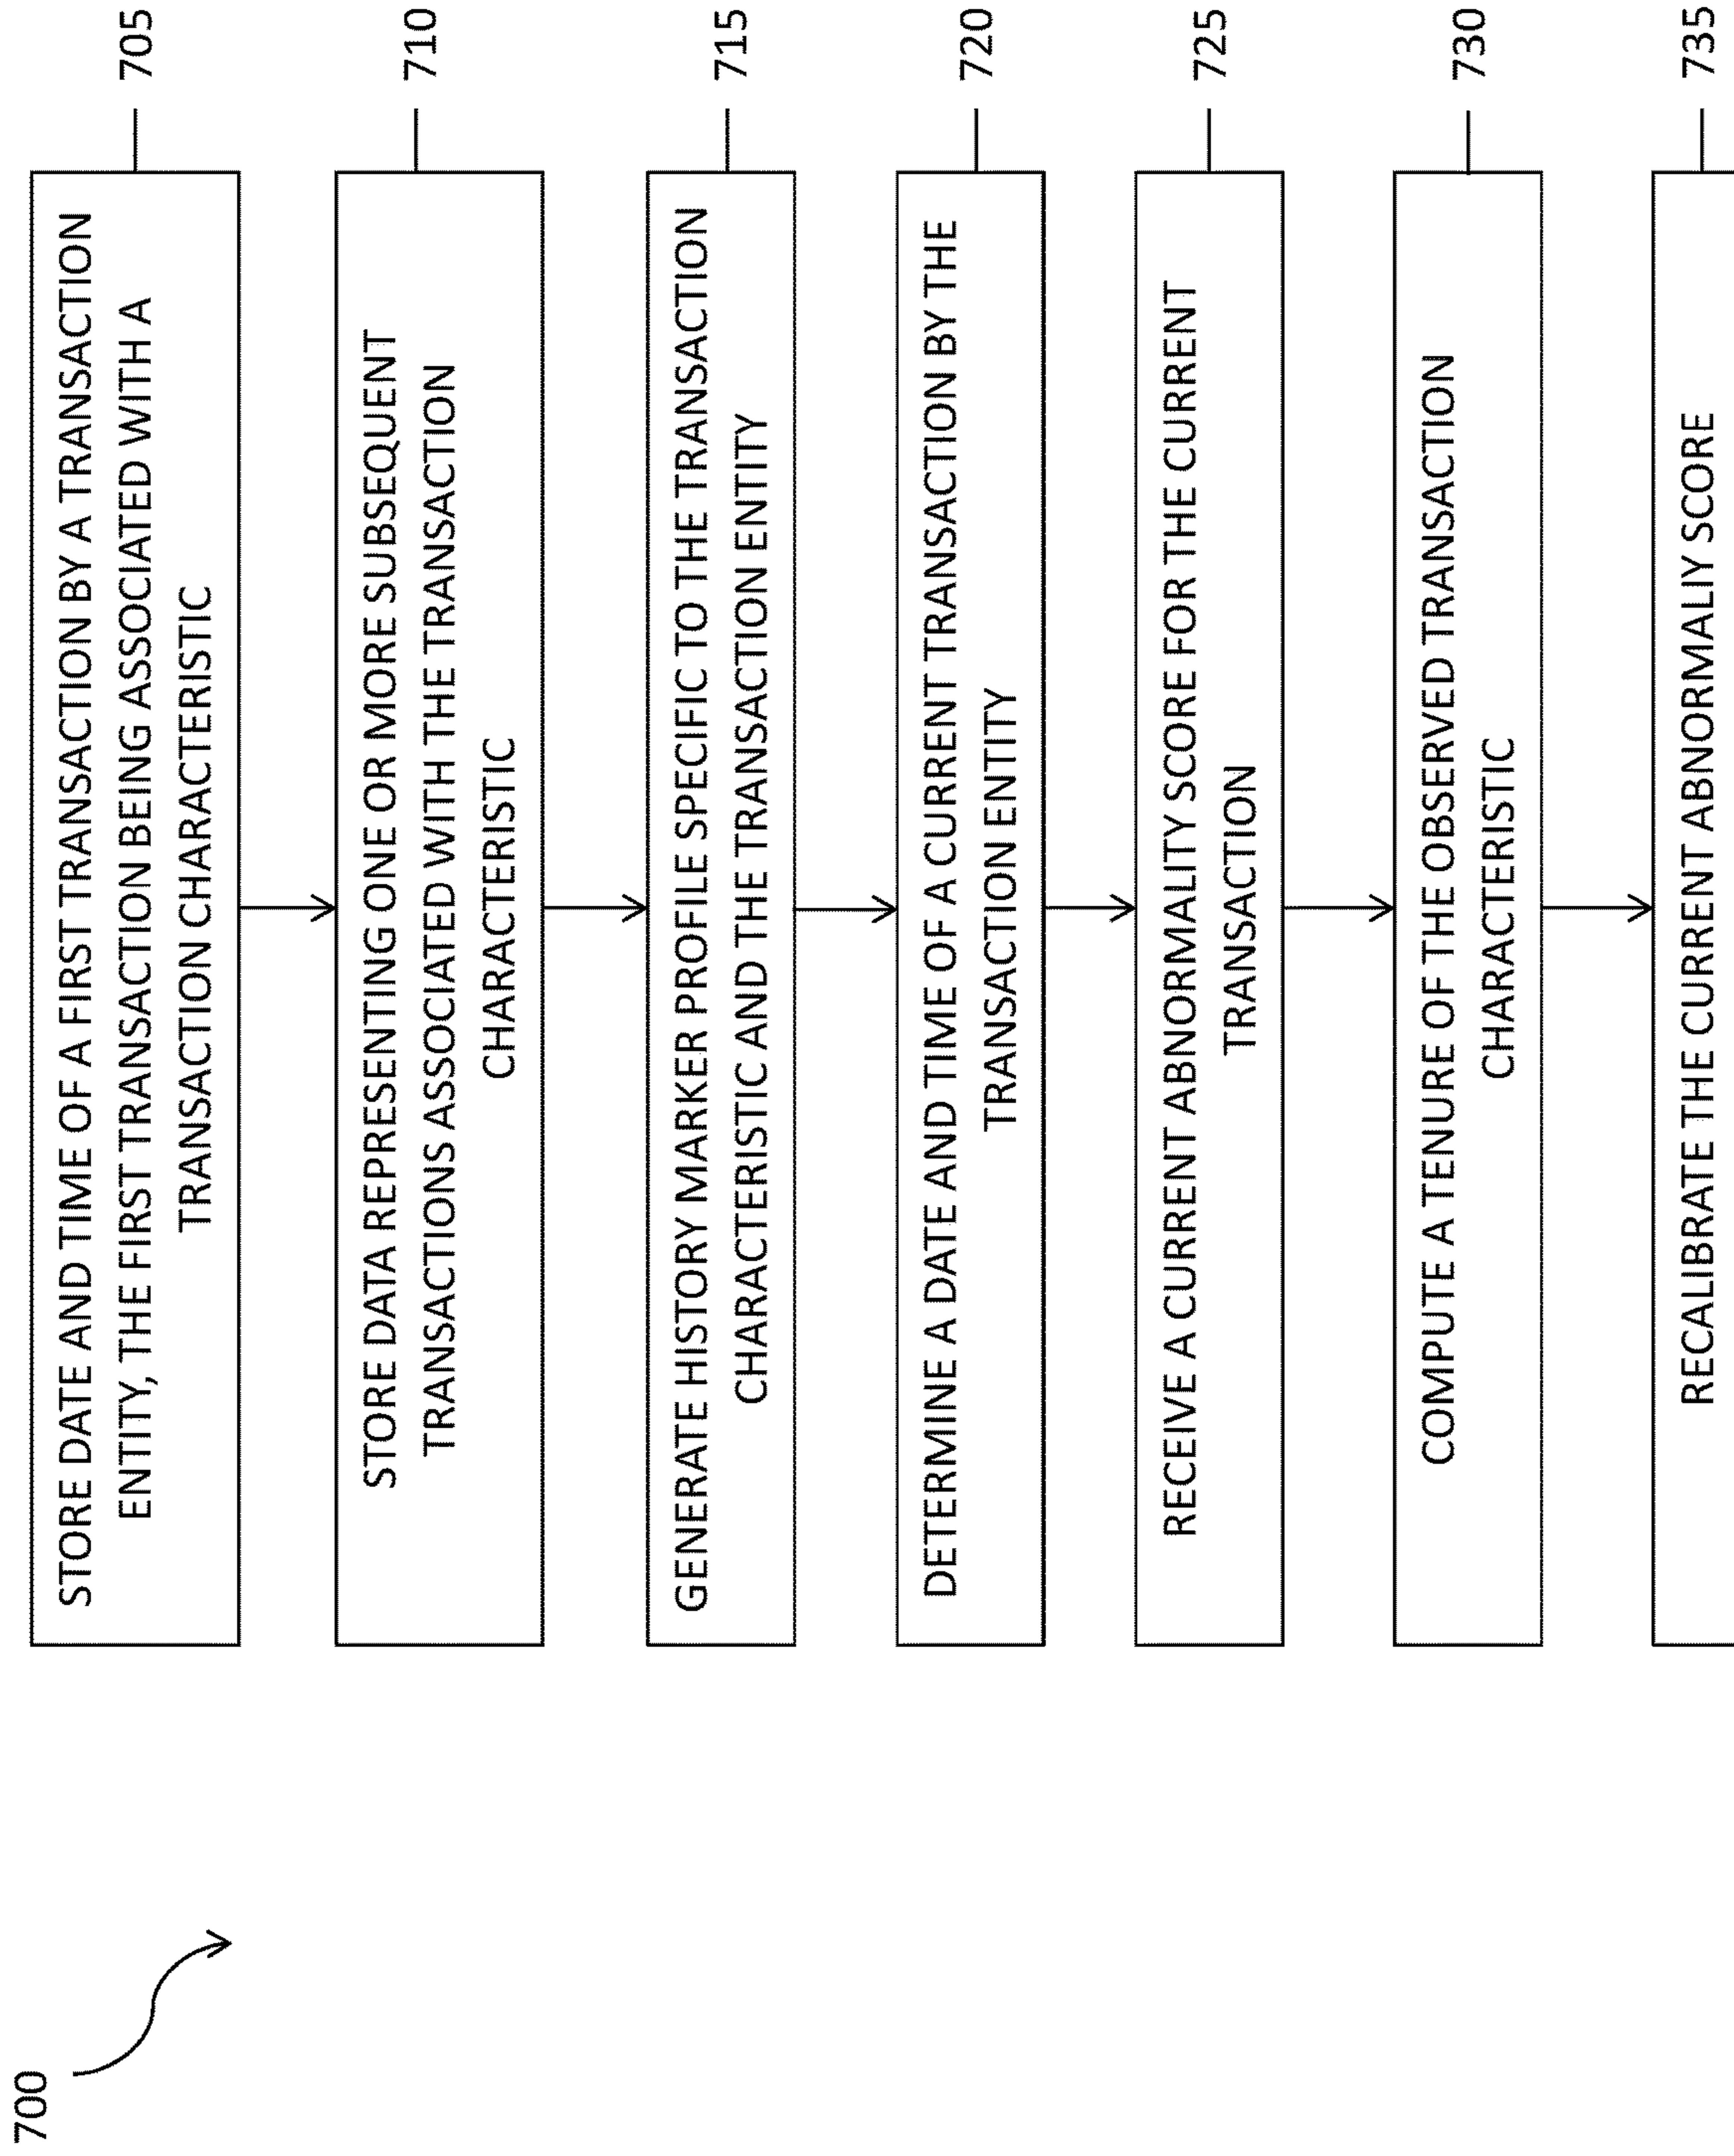 700
STORE DATE AND TIME OF A FIRST TRANSACTION BY A TRANSACTION
ENTITY, THE FIRST TRANSACTION BEING ASSOCIATED WITH A
TRANSACTION CHARACTERISTIC
705
STORE DATA REPRESENTING ONE OR MORE SUBSEQUENT
TRANSACTIONS ASSOCIATED WITH THE TRANSACTION
CHARACTERISTIC
710
GENERATE HISTORY MARKER PROFILE SPECIFIC TO THE TRANSACTION
CHARACTERISTIC AND THE TRANSACTION ENTITY
715
DETERMINE A DATE AND TIME OF A CURRENT TRANSACTION BY THE
TRANSACTION ENTITY
720
RECEIVE A CURRENT ABNORMALITY SCORE FOR THE CURRENT
TRANSACTION
725
COMPUTE A TENURE OF THE OBSERVED TRANSACTION
CHARACTERISTIC
730
RECALIBRATE THE CURRENT ABNORMALIY SCORE
735